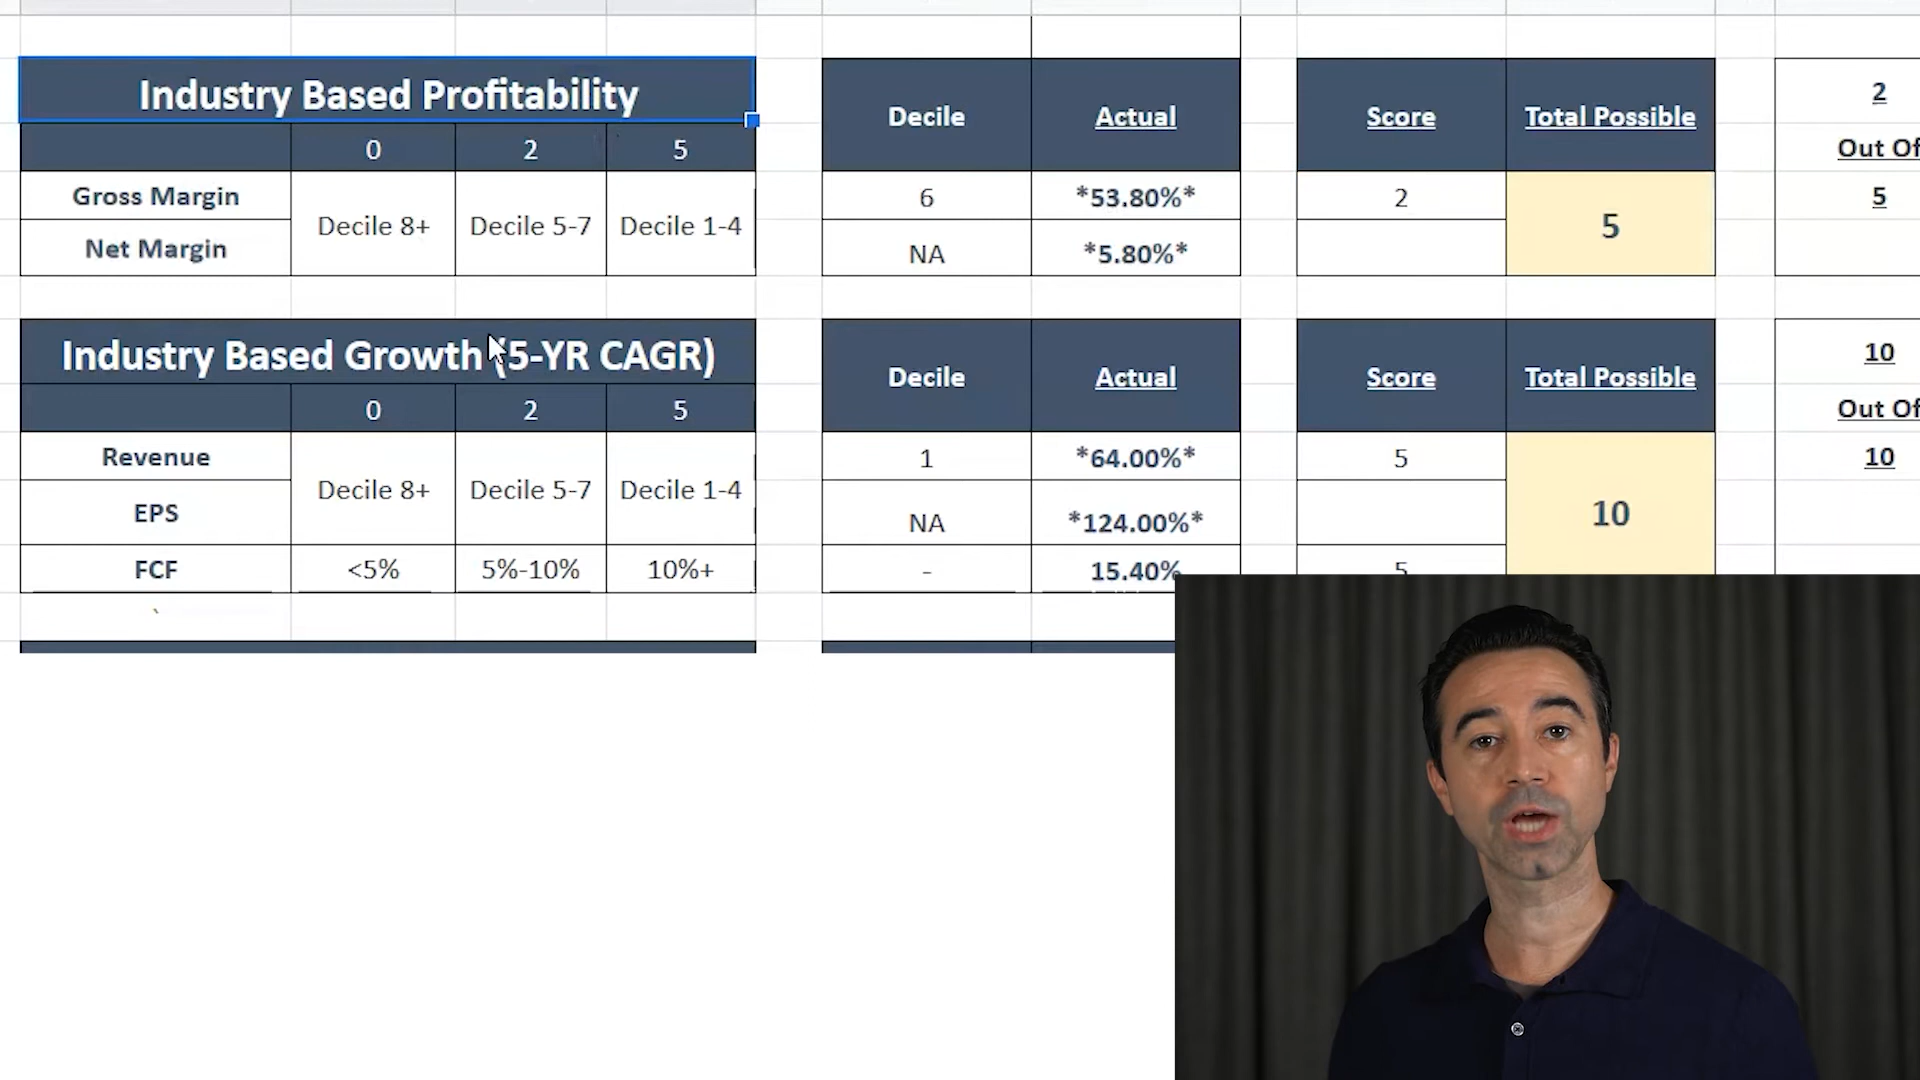 Industry Based Profitability
0 2 5
Gross Margin
Net Margin
Decile 8+ Decile 5-7 Decile 1-4
Decile Actual
6 *53.80%*
NA *5.80%*
Score Total Possible
2
5
2
Out Of
5
Industry Based Growth (5-YR CAGR)
0 2 5
Revenue
EPS
Decile 8+ Decile 5-7 Decile 1-4
FCF <5% 5%-10% 10%+
`
Decile Actual
1 *64.00%*
NA *124.00%*
- 15.40%
Score Total Possible
5
10
5
10
Out Of
10